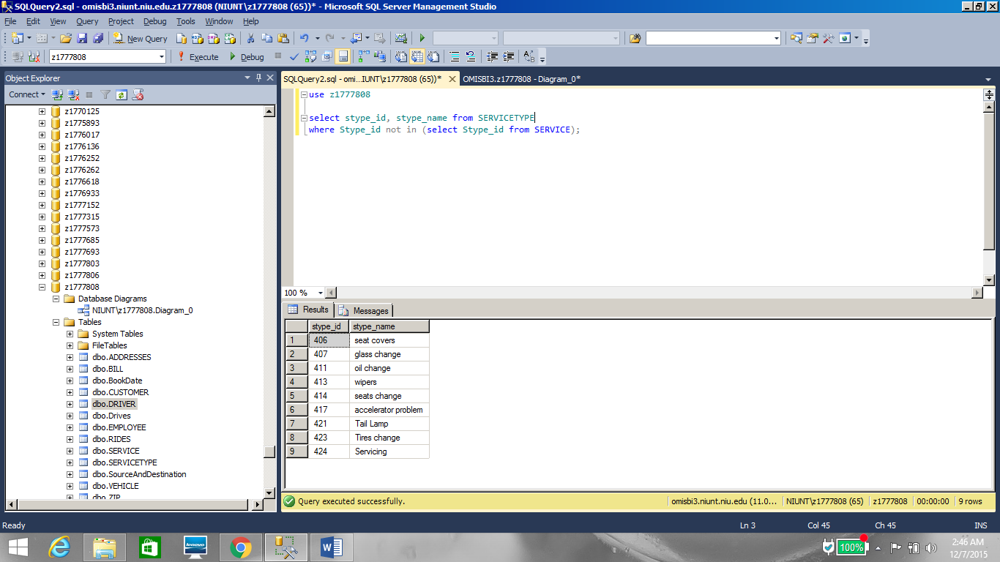 SQLQuery2.sql - omisbi3.niunt.niu.edu.z1777808 (NIUNT\z1777808 (65))* - Microsoft SQL Server Management Studio
File Edit View Query Project Debug Tools Window Help
New Query
z1777808 Execute Debug
Object Explorer
Connect
z1770125
z1775893
z1776017
z1776136
z1776252
z1776262
z1776618
z1776933
z1777152
z1777315
z1777573
z1777685
z1777693
z1777803
z1777806
z1777808
Database Diagrams
NIUNT\z1777808.Diagram_0
Tables
System Tables
FileTables
dbo.ADDRESSES
dbo.BILL
dbo.BookDate
dbo.CUSTOMER
dbo.DRIVER
dbo.Drives
dbo.EMPLOYEE
dbo.RIDES
dbo.SERVICE
dbo.SERVICETYPE
dbo.SourceAndDestination
dbo.VEHICLE
dbo.ZIP
SQLQuery2.sql - omi...IUNT\z1777808 (65))* OMISBI3.z1777808 - Diagram_0*
use z1777808
select stype_id, stype_name from SERVICETYPE
where Stype_id not in (select Stype_id from SERVICE);
100 %
Results Messages
stype_id stype_name
1 406 seat covers
2 407 glass change
3 411 oil change
4 413 wipers
5 414 seats change
6 417 accelerator problem
7 421 Tail Lamp
8 423 Tires change
9 424 Servicing
Query executed successfully. omisbi3.niunt.niu.edu (11.0... NIUNT\z1777808 (65) z1777808 00:00:00 9 rows
Ready Ln 3 Col 45 Ch 45 INS
lenovo
100%
2:46 AM
12/7/2015